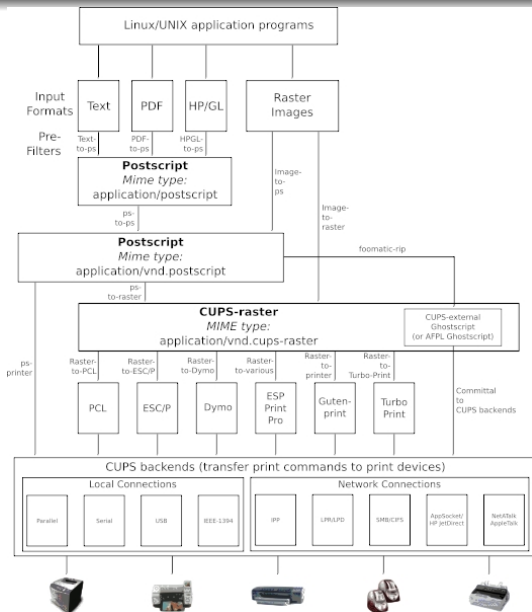 Linux/UNIX application programs
Input
Formats
Text
PDF
HP/GL
Raster
Images
Pre-
Filters
Text-
to-ps
PDF-
to-ps
HPGL-
to-ps
Postscript
Mime type:
application/postscript
Image-
to-
ps
Image-
to-
raster
ps-
to-ps
Postscript
Mime type:
application/vnd.postscript
foomatic-rip
ps-
to-raster
CUPS-raster
MIME type:
application/vnd.cups-raster
CUPS-external
Ghostscript
(or AFPL Ghostscript)
ps-
printer
Raster-
to-PCL
Raster-
to-ESC/P
Raster-
to-Dymo
Raster-
to-various
Raster-
to-
printer
Raster-
to-
Turbo-Print
Committal
to
CUPS backends
PCL
ESC/P
Dymo
ESP
Print
Pro
Guten-
print
Turbo
Print
CUPS backends (transfer print commands to print devices)
Local Connections
Network Connections
Parallel
Serial
USB
IEEE-1394
IPP
LPR/LPD
SMB/CIFS
AppSocket/
HP JetDirect
NetATalk
AppleTalk